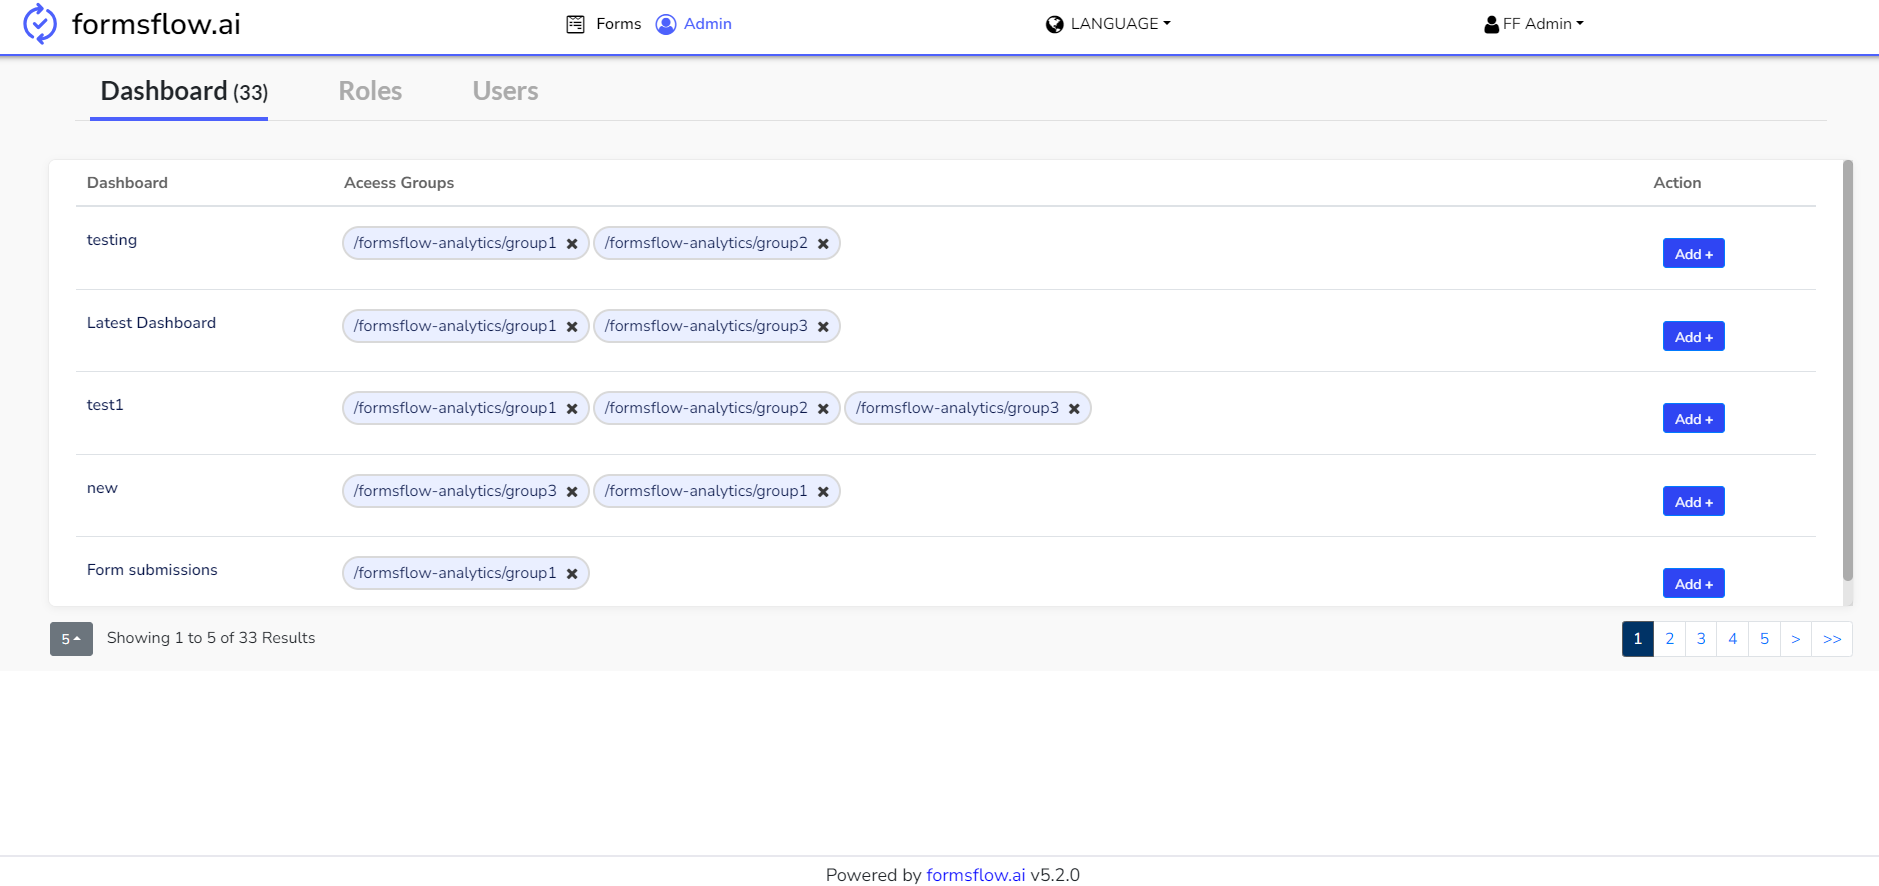 formsflow.ai Forms Admin LANGUAGE FF Admin
Dashboard (33) Roles Users
Dashboard Aceess Groups Action
testing /formsflow-analytics/group1 ✖ /formsflow-analytics/group2 ✖ Add +
Latest Dashboard /formsflow-analytics/group1 ✖ /formsflow-analytics/group3 ✖ Add +
test1 /formsflow-analytics/group1 ✖ /formsflow-analytics/group2 ✖ /formsflow-analytics/group3 ✖ Add +
new /formsflow-analytics/group3 ✖ /formsflow-analytics/group1 ✖ Add +
Form submissions /formsflow-analytics/group1 ✖ Add +
5 Showing 1 to 5 of 33 Results 1 2 3 4 5 > >>
Powered by formsflow.ai v5.2.0